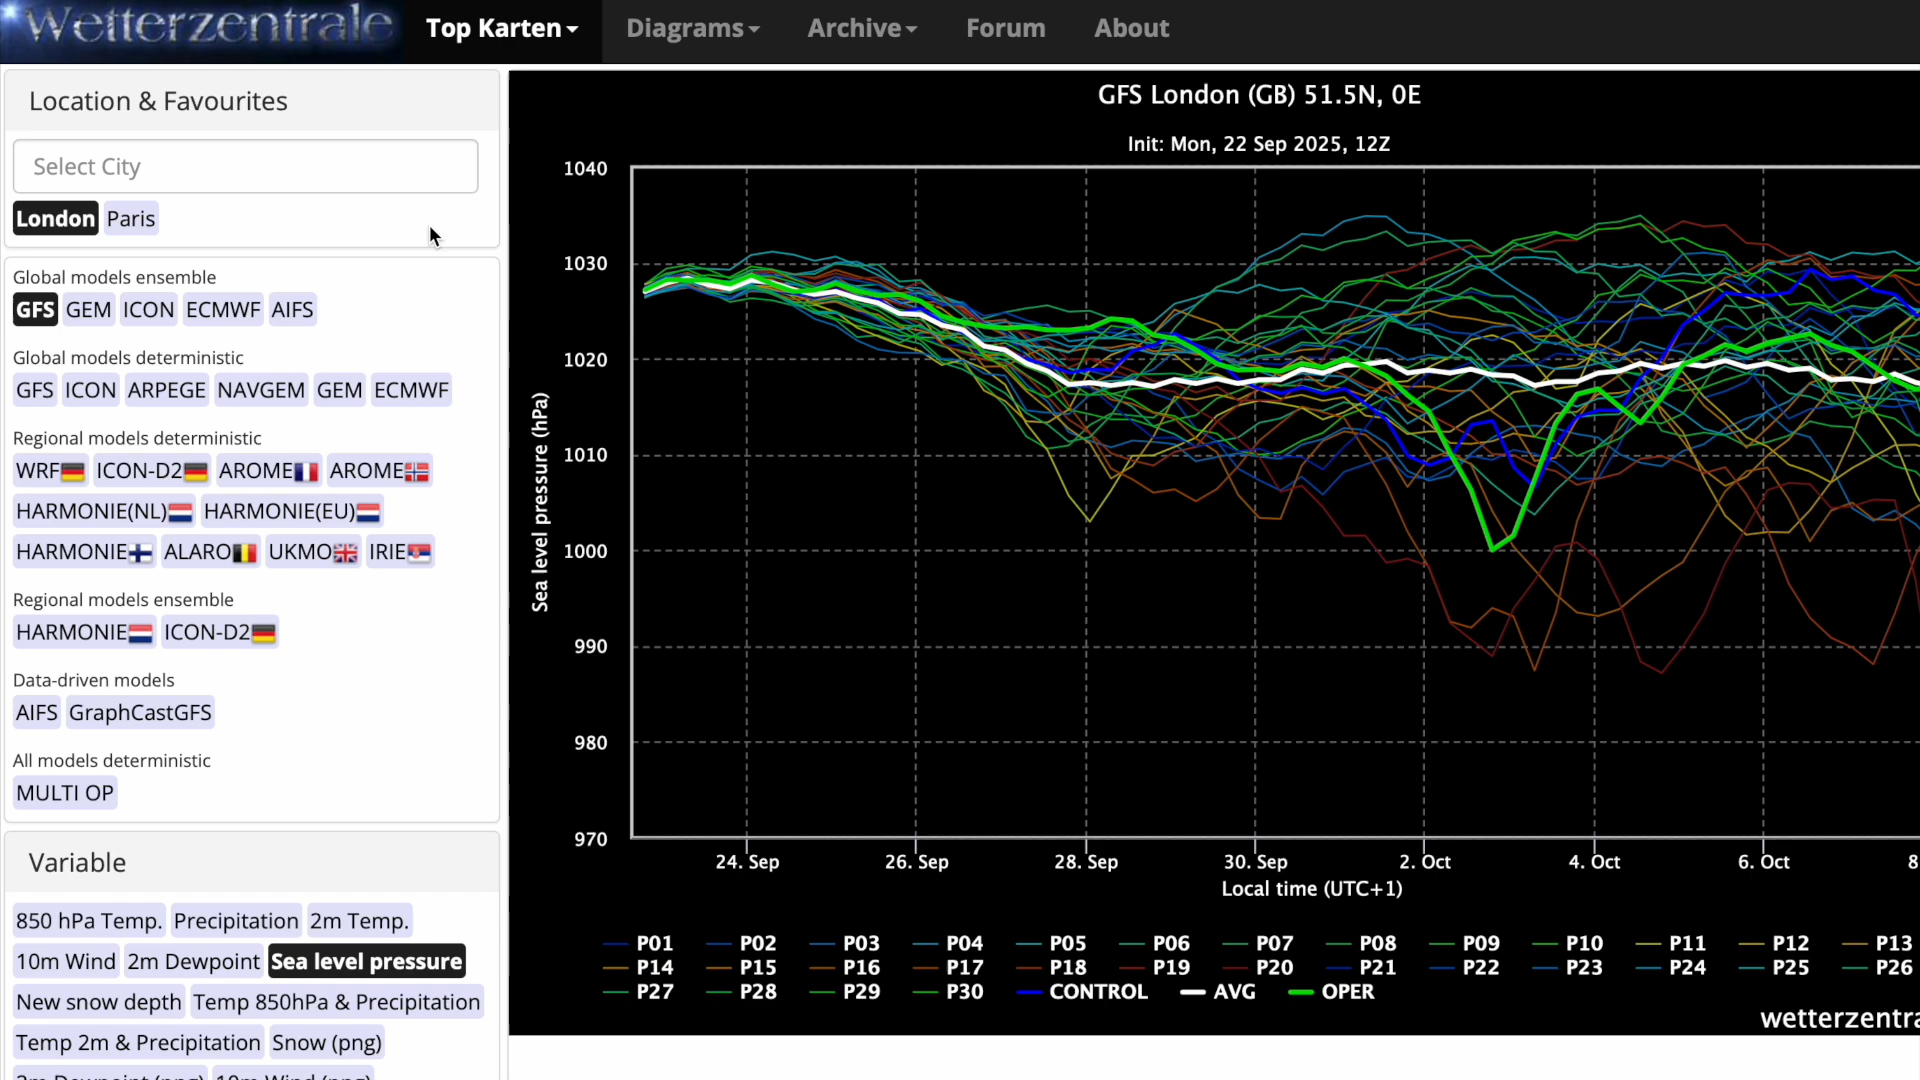 Wetterzentrale
Top Karten Diagrams Archive Forum About
Location & Favourites
Select City
London Paris
Global models ensemble
GFS GEM ICON ECMWF AIFS
Global models deterministic
GFS ICON ARPEGE NAVGEM GEM ECMWF
Regional models deterministic
WRF ICON-D2 AROME AROME
HARMONIE(NL) HARMONIE(EU)
HARMONIE ALARO UKMO IRIE
Regional models ensemble
HARMONIE ICON-D2
Data-driven models
AIFS GraphCastGFS
All models deterministic
MULTI OP
Variable
850 hPa Temp. Precipitation 2m Temp.
10m Wind 2m Dewpoint Sea level pressure
New snow depth Temp 850hPa & Precipitation
Temp 2m & Precipitation Snow (png)
2m Dewpoint (png) 10m Wind (png)
GFS London (GB) 51.5N, 0E
Init: Mon, 22 Sep 2025, 12Z
1040
1030
1020
1010
1000
990
980
970
Sea level pressure (hPa)
24. Sep 26. Sep 28. Sep 30. Sep 2. Oct 4. Oct 6. Oct 8
Local time (UTC+1)
P01 P02 P03 P04 P05 P06 P07 P08 P09 P10 P11 P12 P13
P14 P15 P16 P17 P18 P19 P20 P21 P22 P23 P24 P25 P26
P27 P28 P29 P30 CONTROL AVG OPER
wetterzentra